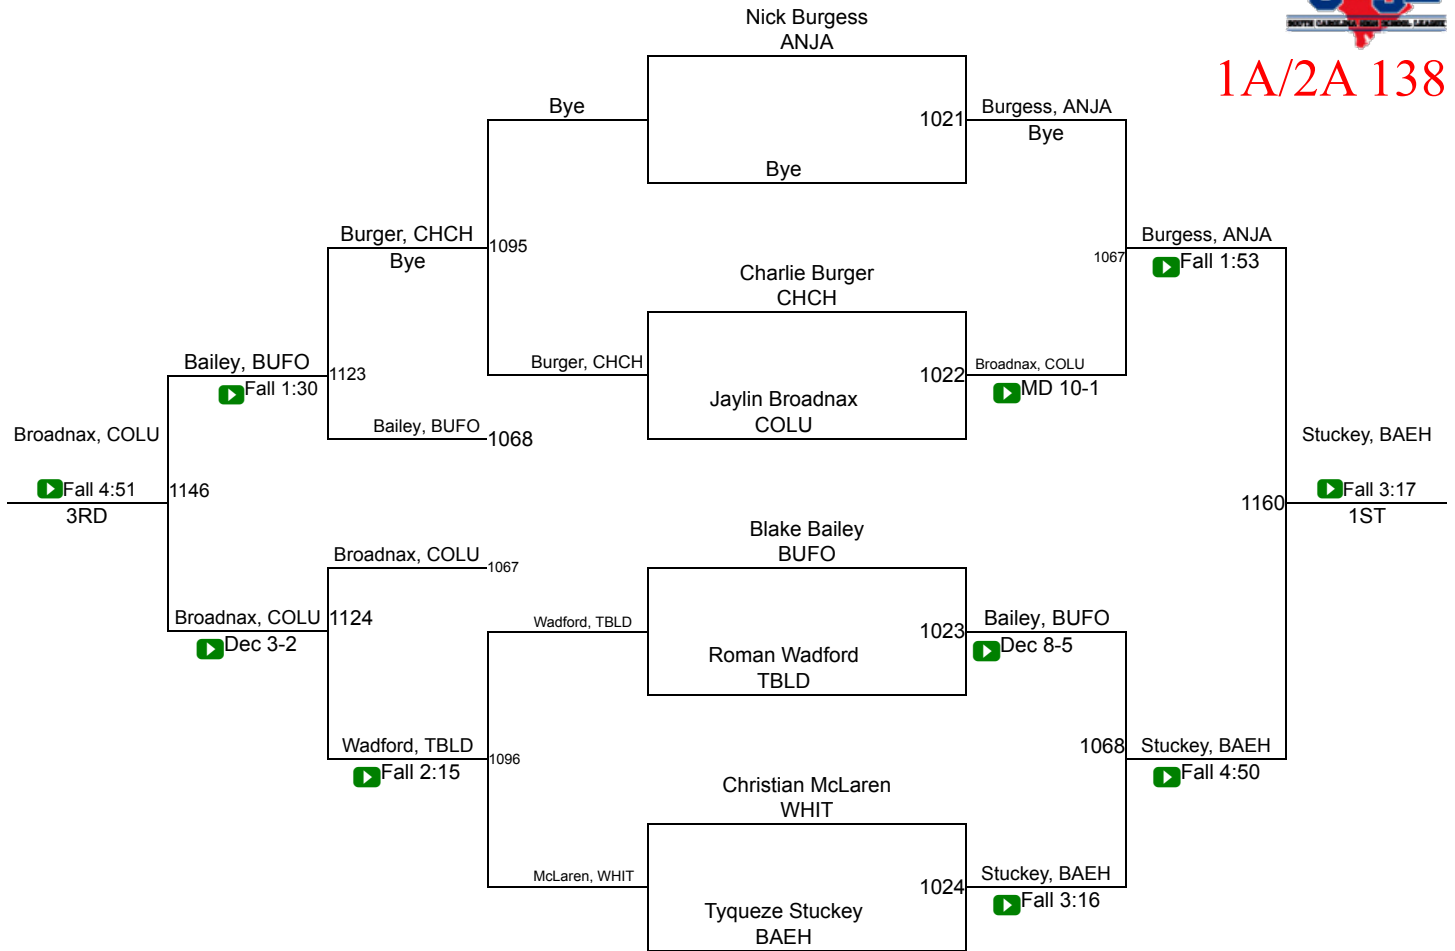 Nick Burgess
ANJA
SOUTH CAROLINA HIGH SCHOOL LEAGUE
1A/2A 138
Bye
1021
Burgess, ANJA
Bye
Bye
Burger, CHCH
1095
Bye
Burgess, ANJA
1067
Fall 1:53
Charlie Burger
CHCH
Bailey, BUFO
1123
Fall 1:30
Burger, CHCH
1022
Broadnax, COLU
MD 10-1
Jaylin Broadnax
COLU
Bailey, BUFO
1068
Broadnax, COLU
Stuckey, BAEH
Fall 4:51
1146
3RD
1160
Fall 3:17
1ST
Blake Bailey
BUFO
Broadnax, COLU
1067
Broadnax, COLU
1124
Dec 3-2
Wadford, TBLD
1023
Bailey, BUFO
Dec 8-5
Roman Wadford
TBLD
Wadford, TBLD
1096
Fall 2:15
1068
Stuckey, BAEH
Fall 4:50
Christian McLaren
WHIT
McLaren, WHIT
1024
Stuckey, BAEH
Fall 3:16
Tyqueze Stuckey
BAEH